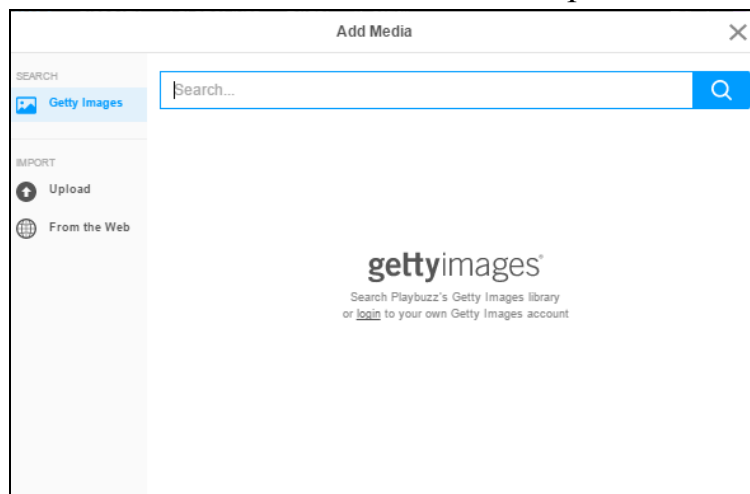 Add Media
SEARCH
Getty Images
Search...
IMPORT
Upload
From the Web
gettyimages®
Search Playbuzz's Getty Images library
or login to your own Getty Images account